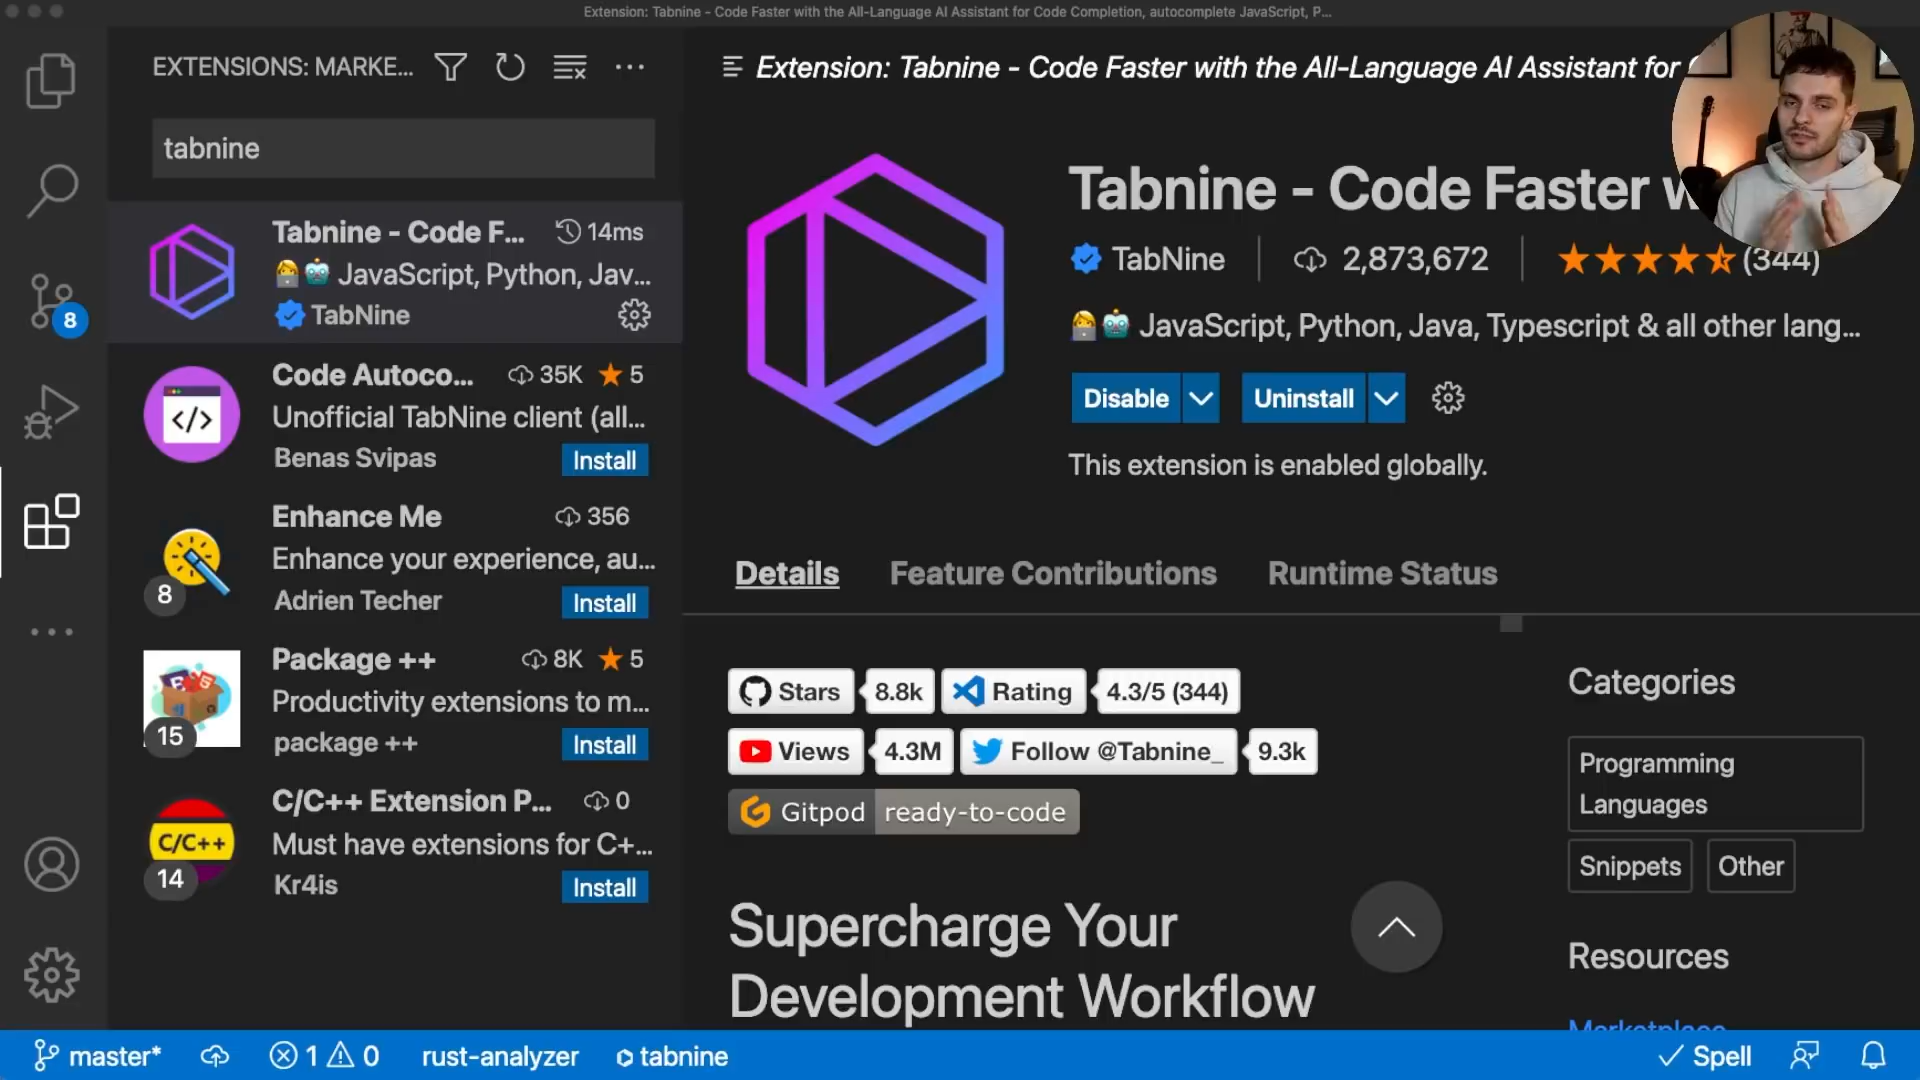 Extension: Tabnine - Code Faster with the All-Language AI Assistant for Code Completion, autocomplete JavaScript, P...
EXTENSIONS: MARKE...
tabnine
Tabnine - Code F... 14ms
JavaScript, Python, Jav...
TabNine
Code Autoco... 35K 5
</>
Unofficial TabNine client (all...
Benas Svipas Install
Enhance Me 356
Enhance your experience, au...
8
Adrien Techer Install
Package ++ 8K 5
Productivity extensions to m...
15
package ++ Install
C/C++ Extension P... 0
C/C++
Must have extensions for C+...
14
Kr4is Install
Extension: Tabnine - Code Faster with the All-Language AI Assistant for
Tabnine - Code Faster
TabNine 2,873,672 (344)
JavaScript, Python, Java, Typescript & all other lang...
Disable Uninstall
This extension is enabled globally.
Details Feature Contributions Runtime Status
Stars 8.8k Rating 4.3/5 (344)
Views 4.3M Follow @Tabnine_ 9.3k
Gitpod ready-to-code
Supercharge Your
Development Workflow
Categories
Programming
Languages
Snippets Other
Resources
Marketplace
8
master* 1 0 rust-analyzer tabnine Spell